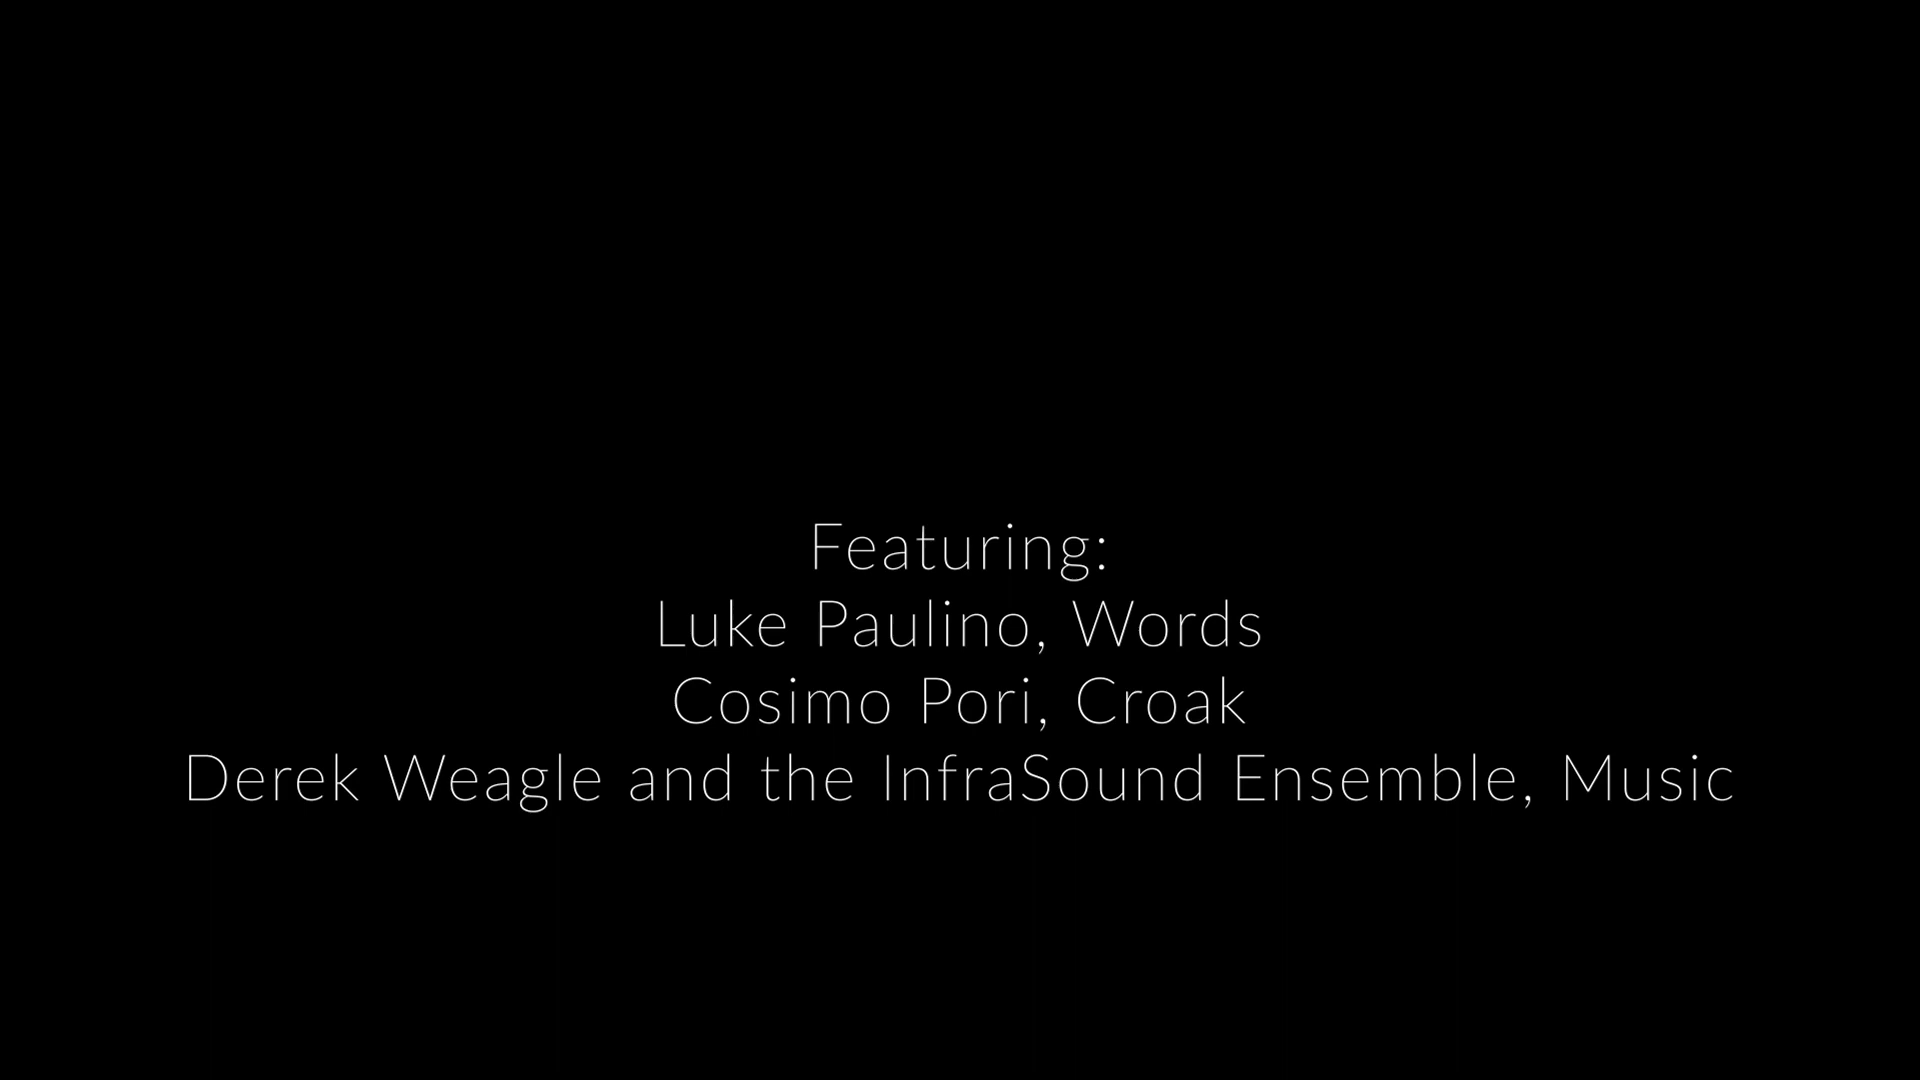 Featuring:
Luke Paulino, Words
Cosimo Pori, Croak
Derek Weagle and the InfraSound Ensemble, Music